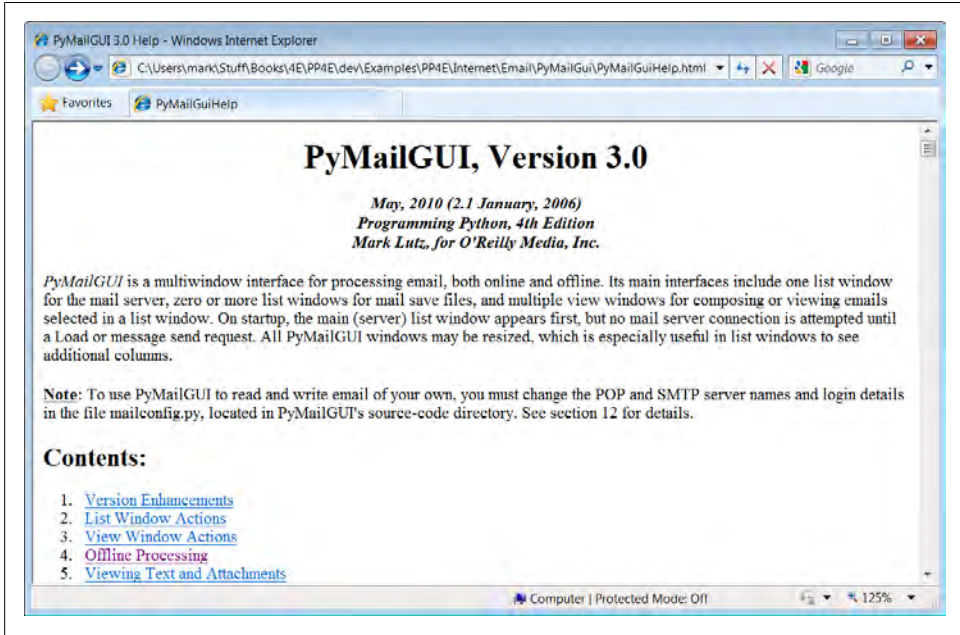 PyMailGUI 3.0 Help - Windows Internet Explorer
C:\Users\mark\Stuff\Books\4E\PP4E\dev\Examples\PP4E\Internet\Email\PyMailGui\PyMailGuiHelp.html
Google
Favorites
PyMailGuiHelp
PyMailGUI, Version 3.0
May, 2010 (2.1 January, 2006)
Programming Python, 4th Edition
Mark Lutz, for O'Reilly Media, Inc.
PyMailGUI is a multiwindow interface for processing email, both online and offline. Its main interfaces include one list window
for the mail server, zero or more list windows for mail save files, and multiple view windows for composing or viewing emails
selected in a list window. On startup, the main (server) list window appears first, but no mail server connection is attempted until
a Load or message send request. All PyMailGUI windows may be resized, which is especially useful in list windows to see
additional columns.
Note: To use PyMailGUI to read and write email of your own, you must change the POP and SMTP server names and login details
in the file mailconfig.py, located in PyMailGUI's source-code directory. See section 12 for details.
Contents:
1. Version Enhancements
2. List Window Actions
3. View Window Actions
4. Offline Processing
5. Viewing Text and Attachments
Computer | Protected Mode: Off
125%